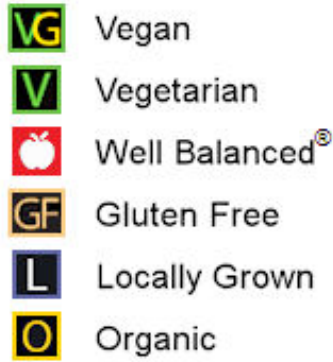 VG Vegan
V Vegetarian
Well Balanced®
GF Gluten Free
L Locally Grown
O Organic